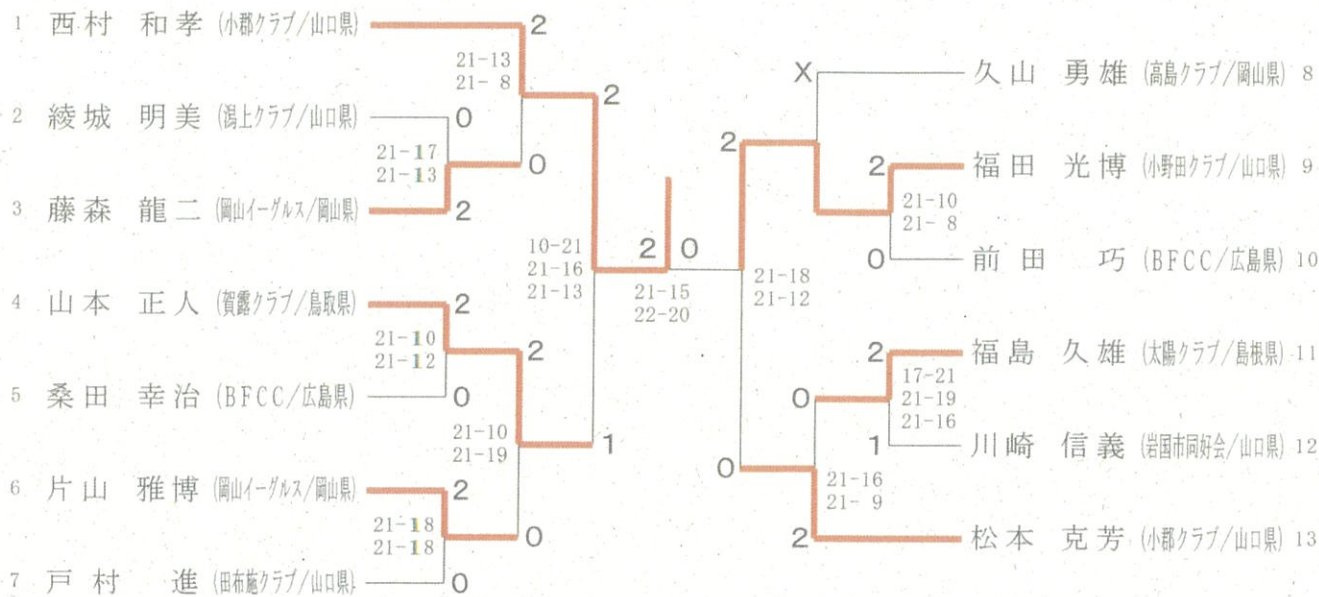 1 西村 和孝 (小郡クラブ/山口県) 2
21-13
21- 8
2
2 綾城 明美 (潟上クラブ/山口県) 0
21-17
21-13
0
3 藤森 龍二 (岡山イーグルス/岡山県) 2
10-21
21-16
21-13
4 山本 正人 (賀露クラブ/鳥取県) 2
21-10
21-12
2
5 桑田 幸治 (BFCC/広島県) 0
21-10
21-19
1
6 片山 雅博 (岡山イーグルス/岡山県) 2
21-18
21-18
0
7 戸村 進 (田布施クラブ/山口県) 0
2 0
21-15
22-20
X 久山 勇雄 (高島クラブ/岡山県) 8
2
2 福田 光博 (小野田クラブ/山口県) 9
21-10
21- 8
0 前田 巧 (BFCC/広島県) 10
21-18
21-12
2 福島 久雄 (太陽クラブ/島根県) 11
17-21
21-19
21-16
0
1 川崎 信義 (岩国市同好会/山口県) 12
0
21-16
21- 9
2 松本 克芳 (小郡クラブ/山口県) 13